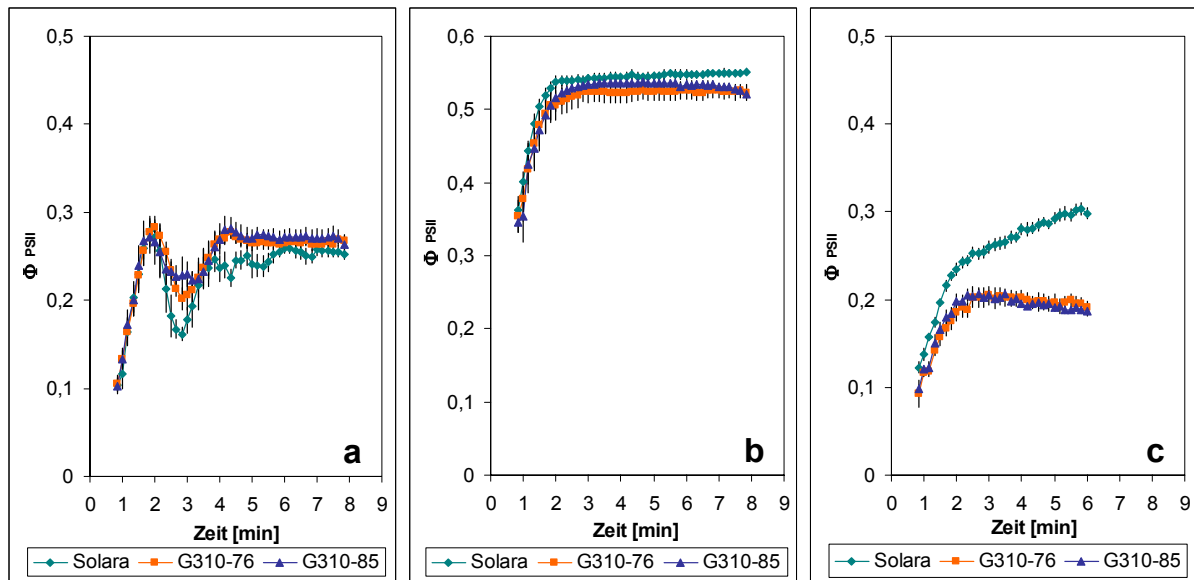 0,5
0,4
0,3
0,2
0,1
0
Φ PSII
0 1 2 3 4 5 6 7 8 9
Zeit [min]
a
Solara G310-76 G310-85
0,6
0,5
0,4
0,3
0,2
0,1
0
Φ PSII
0 1 2 3 4 5 6 7 8 9
Zeit [min]
b
Solara G310-76 G310-85
0,5
0,4
0,3
0,2
0,1
0
Φ PSII
0 1 2 3 4 5 6 7 8 9
Zeit [min]
c
Solara G310-76 G310-85